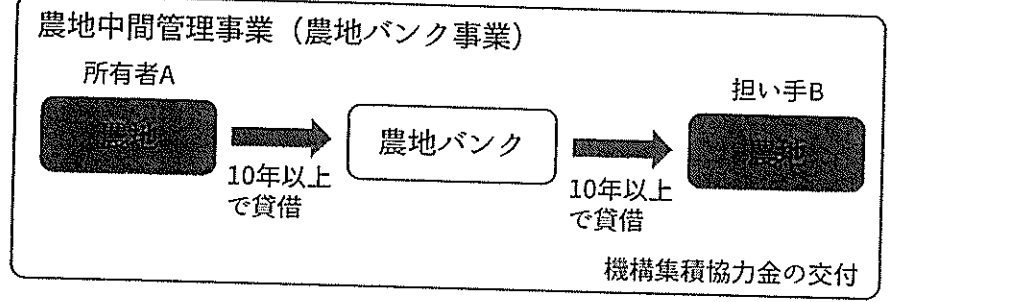 農地中間管理事業（農地バンク事業）
所有者A
担い手B
農地
農地バンク
農地
10年以上
で貸借
10年以上
で貸借
機構集積協力金の交付